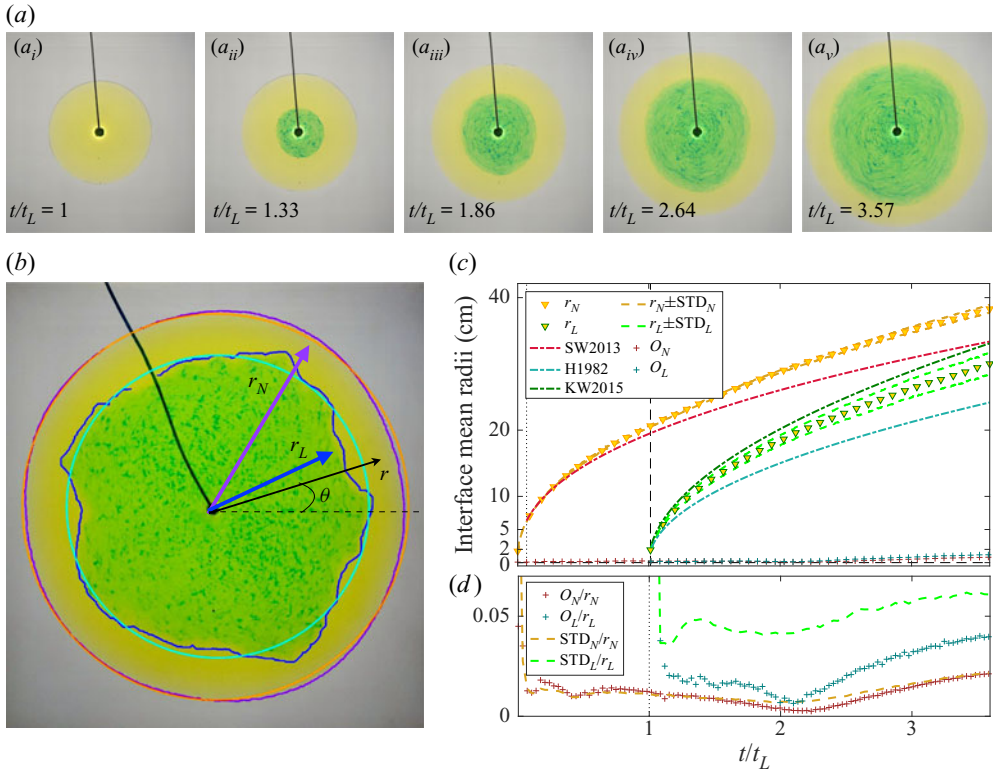 (a)
(a_i) (a_ii) (a_iii) (a_iv) (a_v)
t/t_L = 1 t/t_L = 1.33 t/t_L = 1.86 t/t_L = 2.64 t/t_L = 3.57
(b)
r_N
r_L
r
θ
(c)
Interface mean radii (cm)
40
20
10
5
2
0
r_N r_N±STD_N
r_L r_L±STD_L
SW2013 O_N
H1982 O_L
KW2015
(d)
0.05
0
O_N/r_N
O_L/r_L
STD_N/r_N
STD_L/r_L
1 2 3
t/t_L